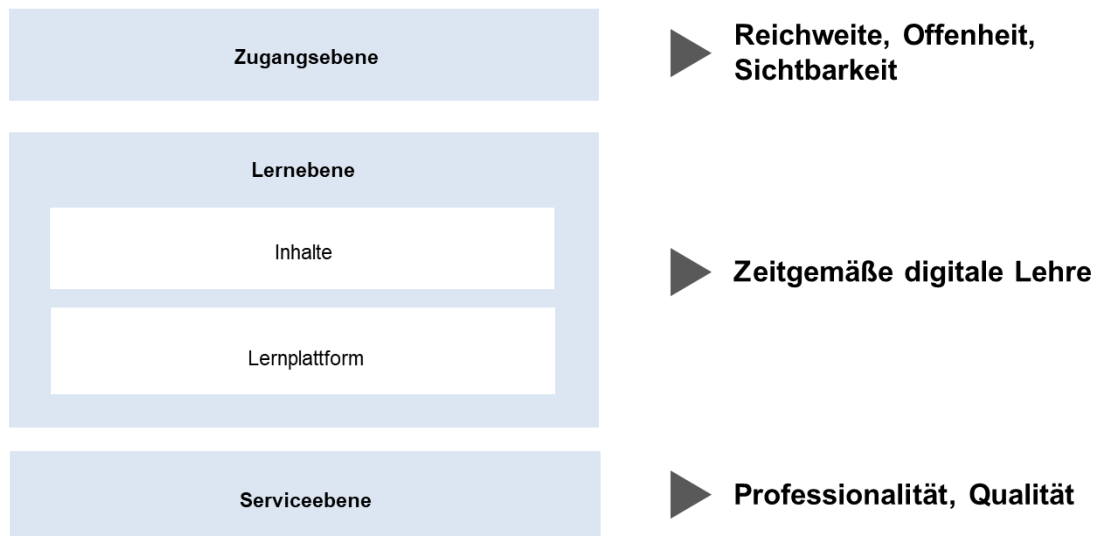 Zugangsebene
Reichweite, Offenheit,
Sichtbarkeit
Lernebene
Inhalte
Lernplattform
Zeitgemäße digitale Lehre
Serviceebene
Professionalität, Qualität